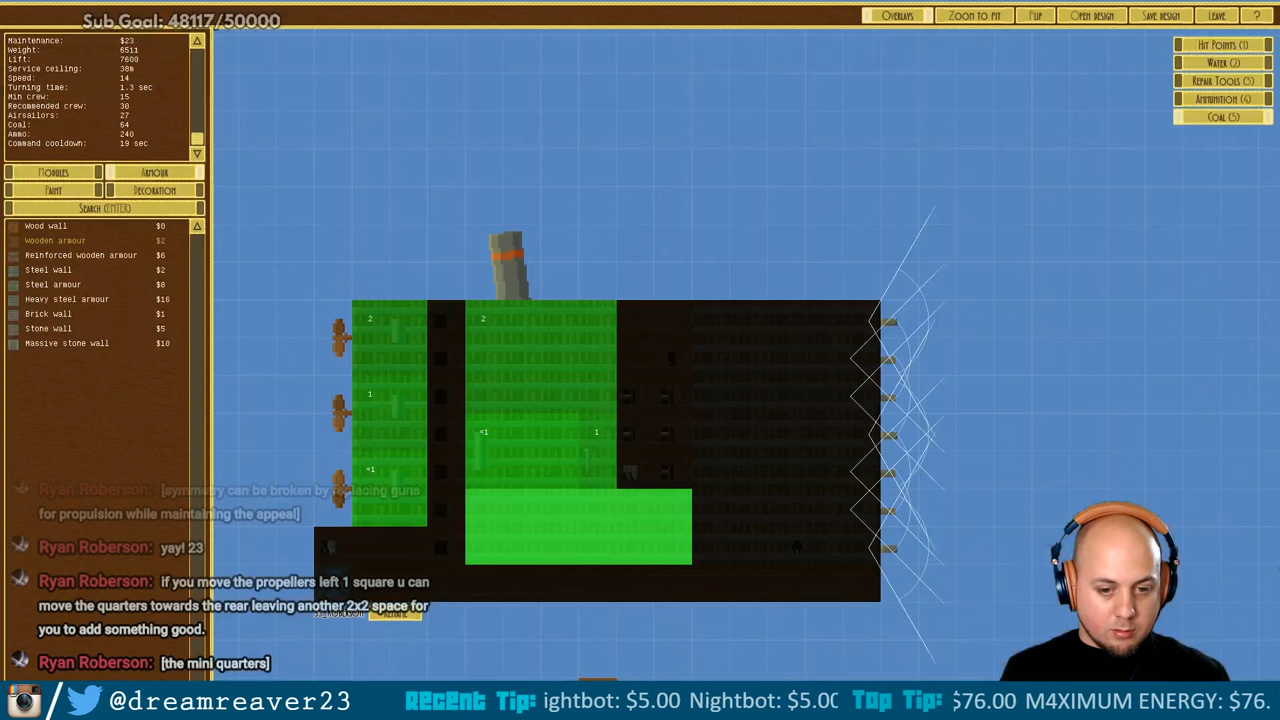 Sub Goal: 48117/50000
OVERLAYS
ZOOM TO FIT
FLIP
OPEN DESIGN
SAVE DESIGN
LEAVE
?
Maintenance: $23
Weight: 6511
Lift: 7600
Service ceiling: 38m
Speed: 14
Turning time: 1.3 sec
Min crew: 15
Recommended crew: 30
Airsailors: 27
Coal: 64
Ammo: 240
Command cooldown: 19 sec
HIT POINTS (1)
WATER (2)
REPAIR TOOLS (3)
AMMUNITION (4)
COAL (5)
MODULES
ARMOUR
PAINT
DECORATION
SEARCH (ENTER)
Wood wall $0
Wooden armour $2
Reinforced wooden armour $6
Steel wall $2
Steel armour $8
Heavy steel armour $16
Brick wall $1
Stone wall $5
Massive stone wall $10
2
2
1
<1
1
<1
Ryan Roberson: [symmetry can be broken by replacing guns
for propulsion while maintaining the appeal]
Ryan Roberson: yay! 23
Ryan Roberson: if you move the propellers left 1 square u can
move the quarters towards the rear leaving another 2x2 space for
you to add something good.
Ryan Roberson: [the mini quarters]
/ @dreamreaver23
Recent Tip: ightbot: $5.00 Nightbot: $5.00
Top Tip: $76.00 M4XIMUM ENERGY: $76.